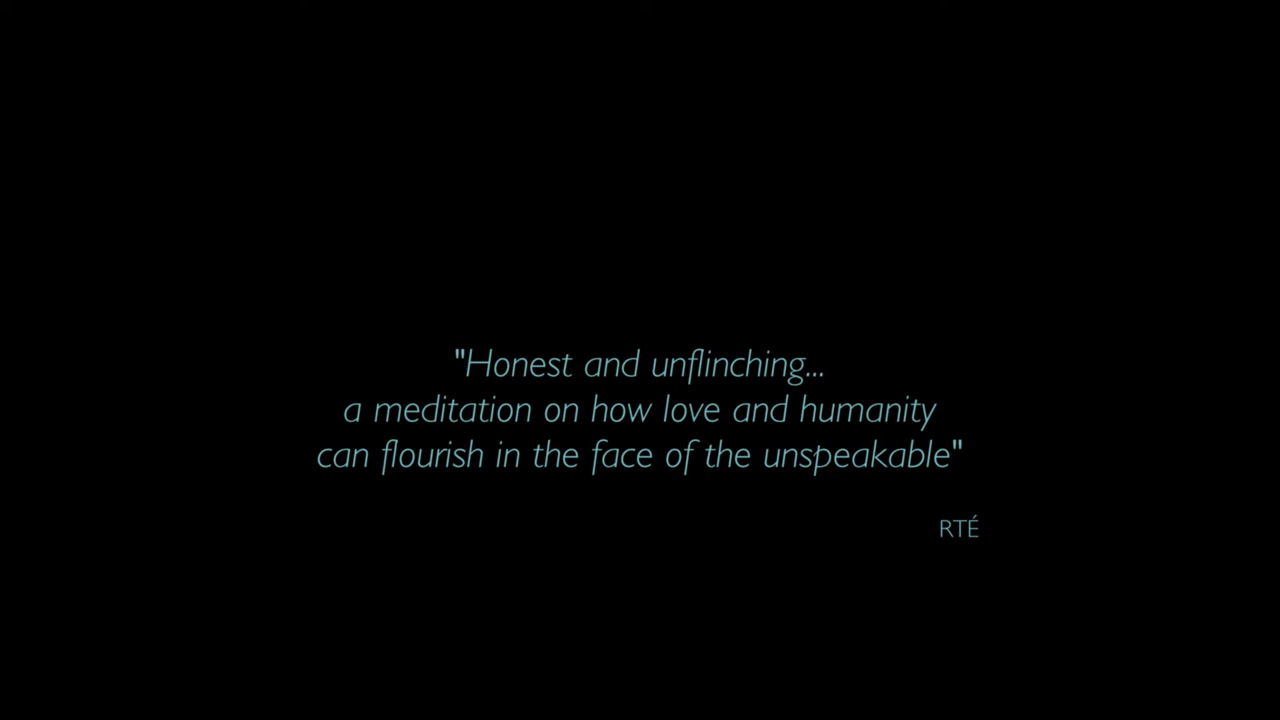 "Honest and unflinching...
a meditation on how love and humanity
can flourish in the face of the unspeakable"
RTÉ